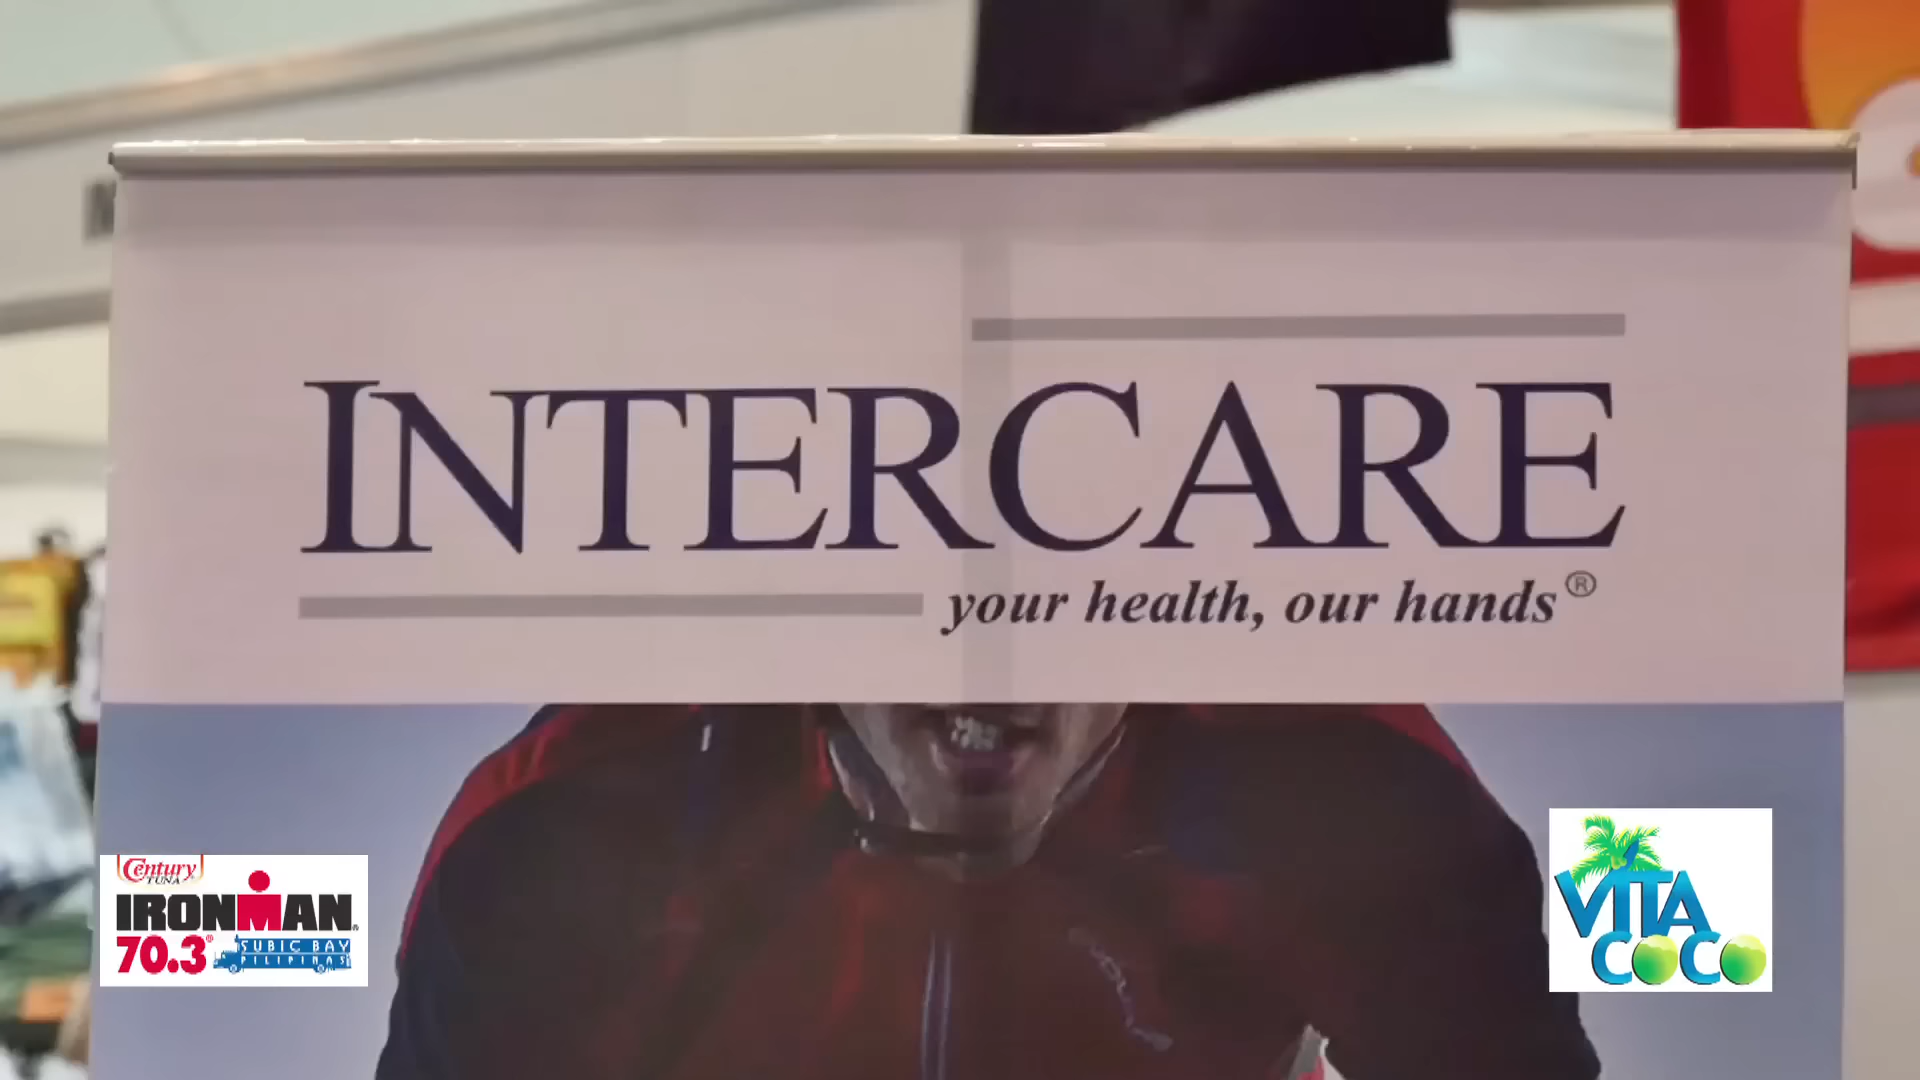 INTERCARE
your health, our hands®
Century
TUNA
IRONMAN
70.3®
SUBIC BAY
PILIPINAS
VITA
COCO